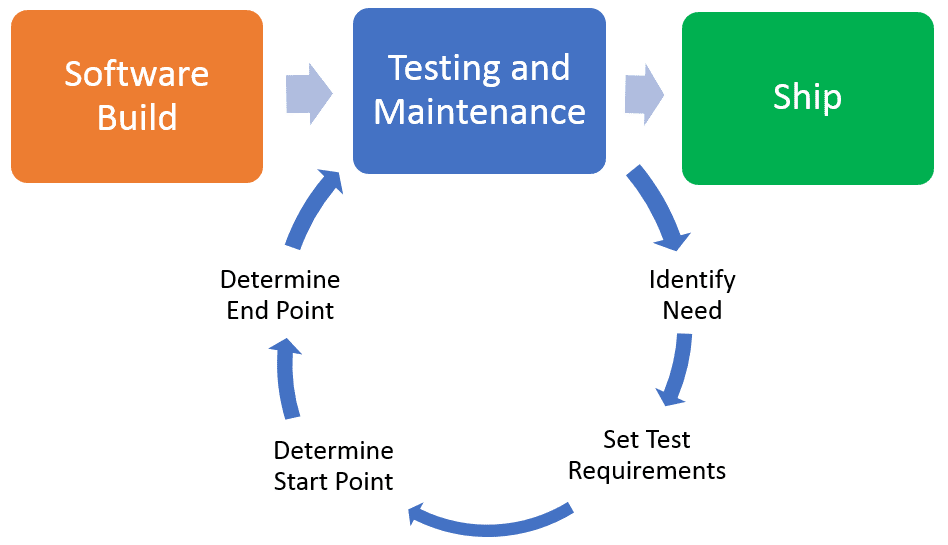 Software
Build
Testing and
Maintenance
Ship
Identify
Need
Set Test
Requirements
Determine
Start Point
Determine
End Point